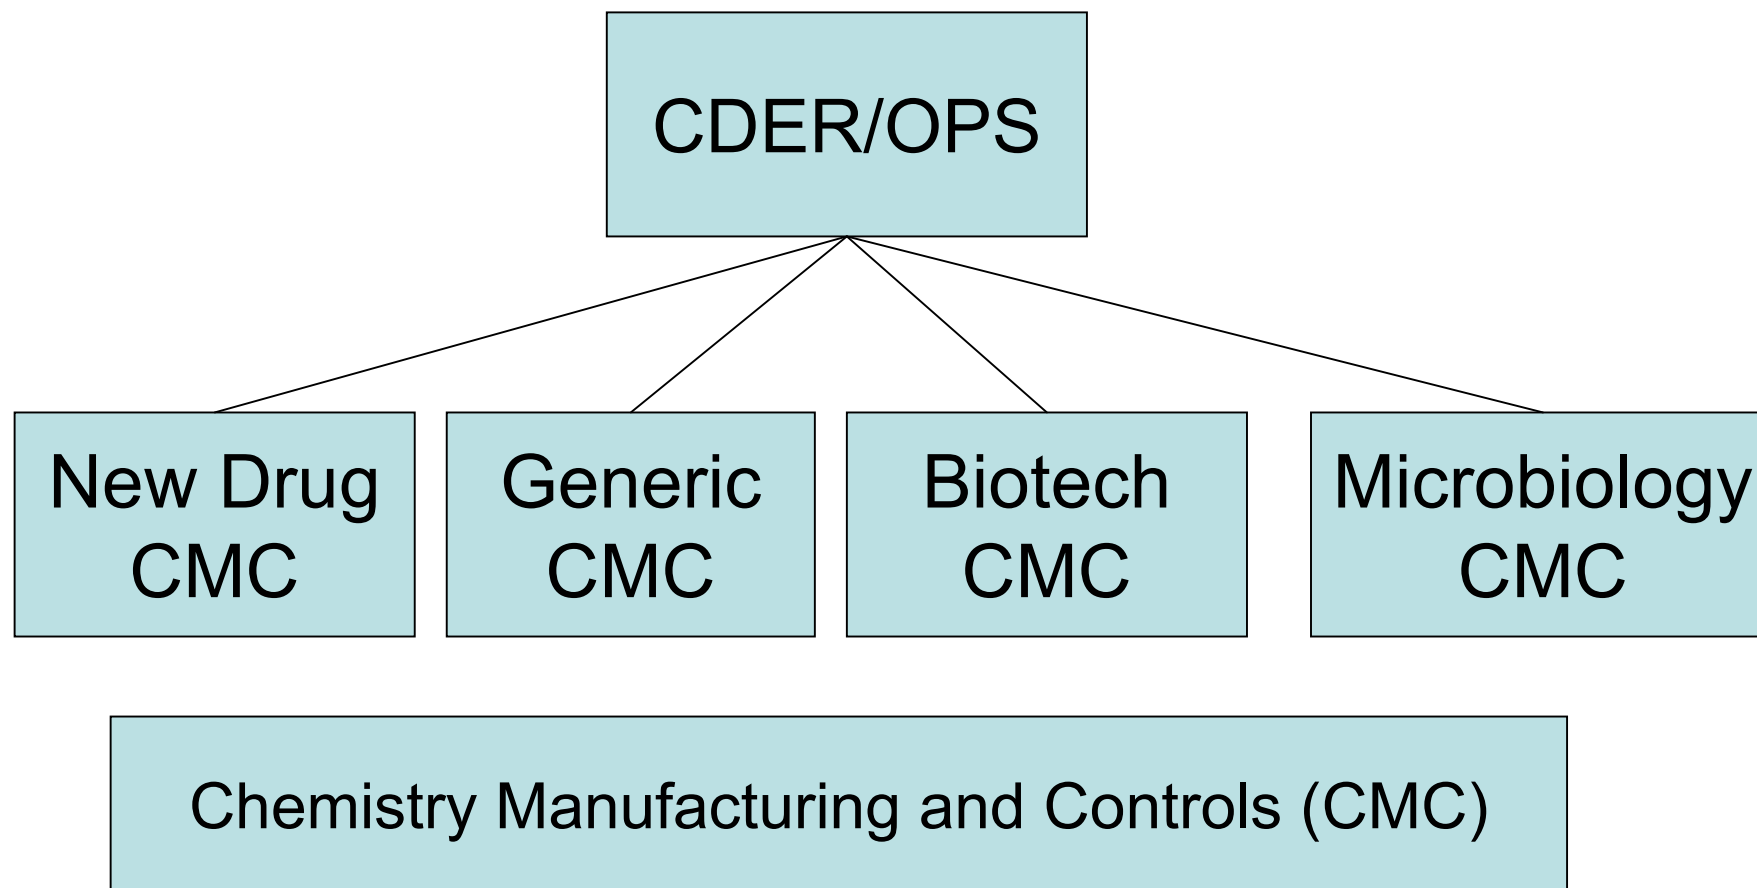 CDER/OPS
New Drug
CMC
Generic
CMC
Biotech
CMC
Microbiology
CMC
Chemistry Manufacturing and Controls (CMC)